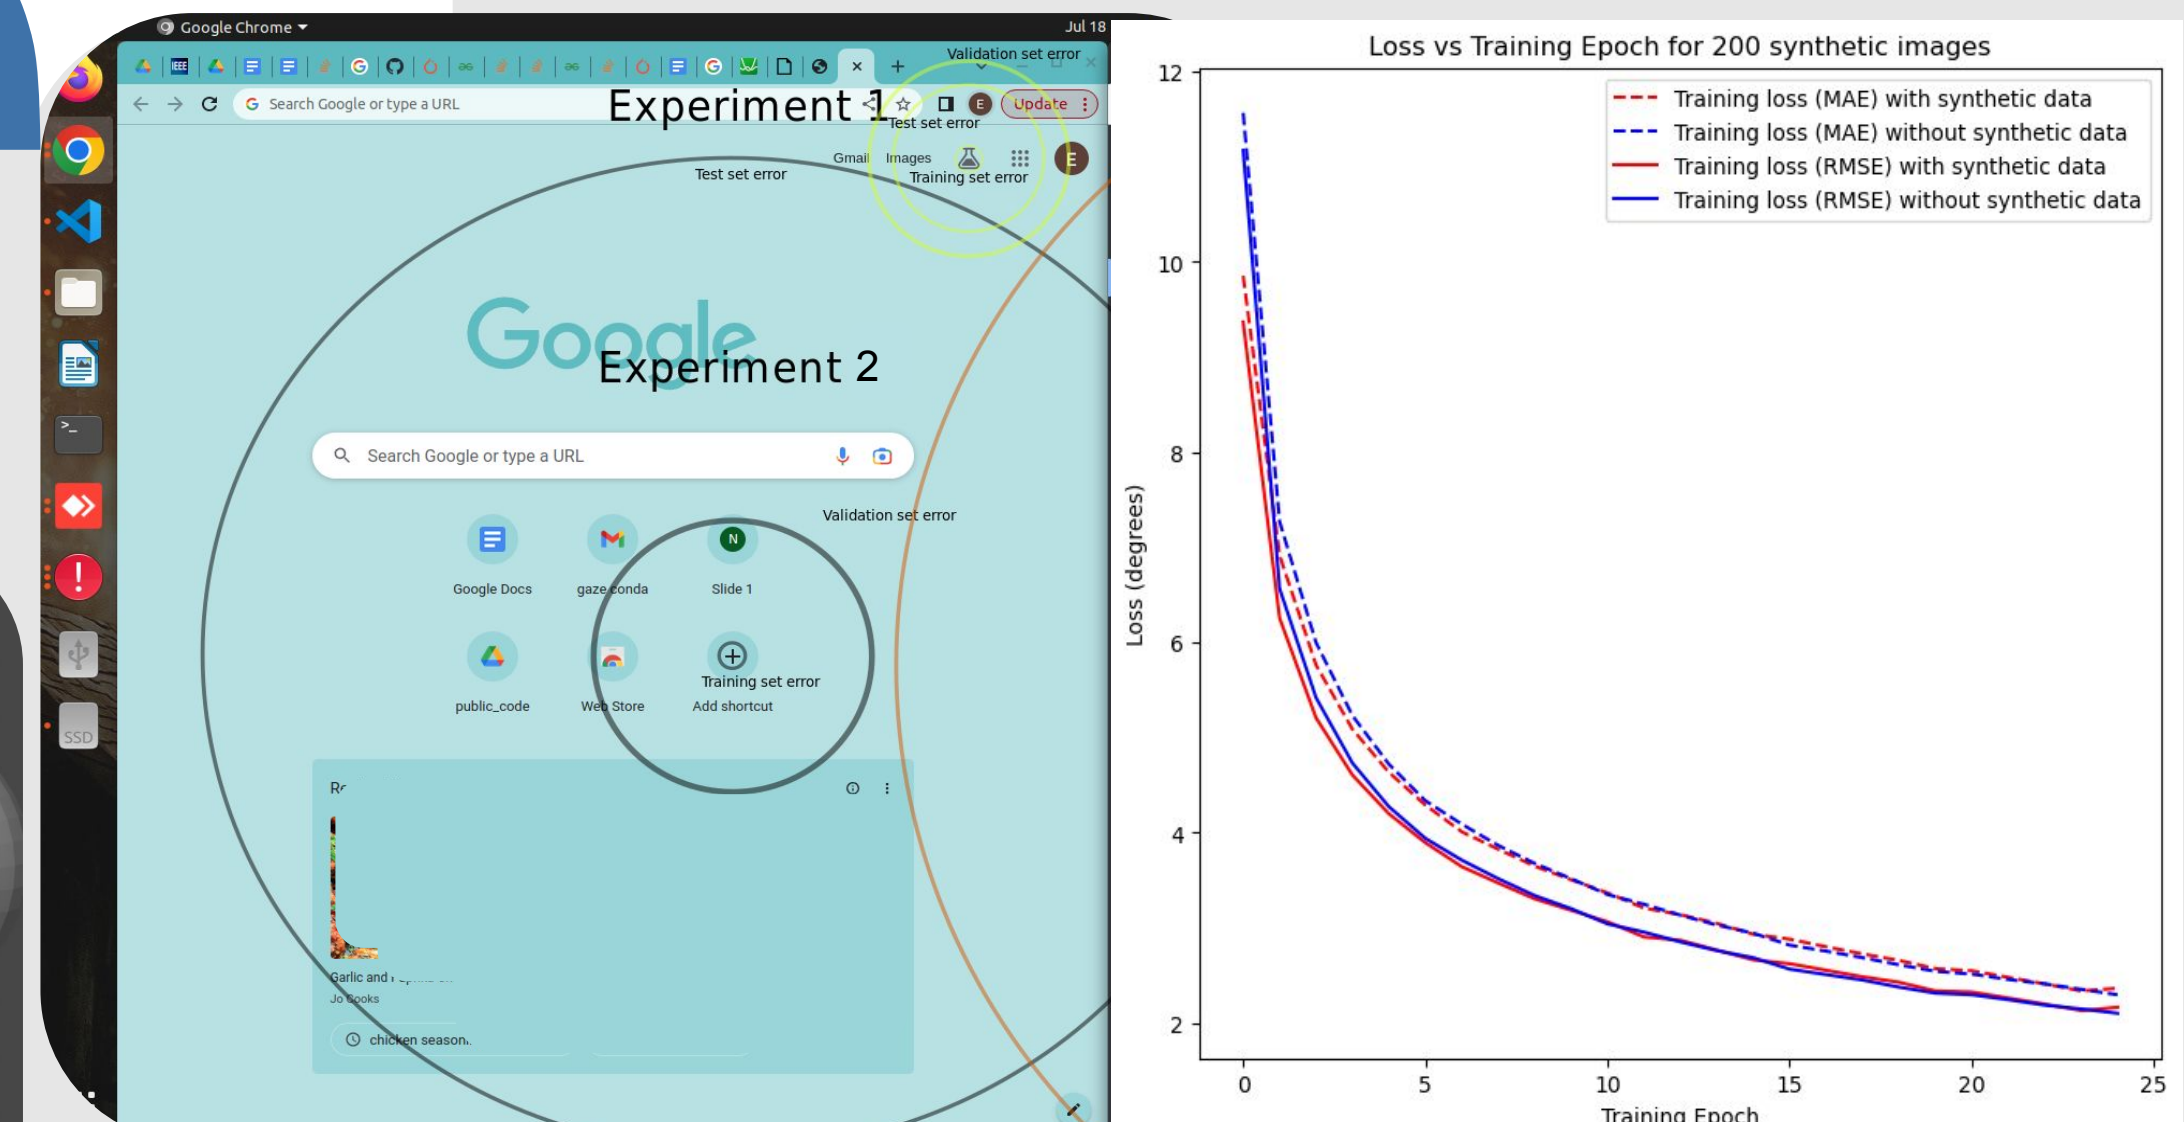 Google Chrome
Jul 18
IEEE
Validation set error
Search Google or type a URL
Experiment 1
E
Update
Test set error
Gmail
Images
E
Test set error
Training set error
Google
Experiment 2
Search Google or type a URL
Validation set error
N
Google Docs
gaze conda
Slide 1
Training set error
public_code
Web Store
Add shortcut
SSD
Garlic and
Jo Cooks
chicken
Loss vs Training Epoch for 200 synthetic images
Training loss (MAE) with synthetic data
Training loss (MAE) without synthetic data
Training loss (RMSE) with synthetic data
Training loss (RMSE) without synthetic data
Loss (degrees)
12
10
8
6
4
2
0
5
10
15
20
25
Training Epoch